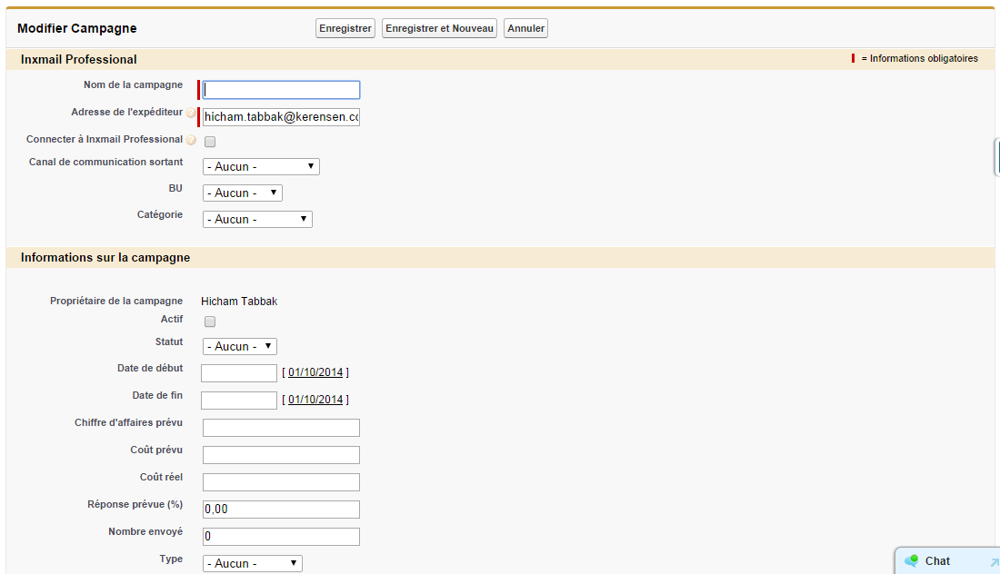 Modifier Campagne Enregistrer Enregistrer et Nouveau Annuler
Inxmail Professional = Informations obligatoires
Nom de la campagne
Adresse de l'expéditeur ? hicham.tabbak@kerensen.co
Connecter à Inxmail Professional ?
Canal de communication sortant - Aucun -
BU - Aucun -
Catégorie - Aucun -
Informations sur la campagne
Propriétaire de la campagne Hicham Tabbak
Actif
Statut - Aucun -
Date de début [ 01/10/2014 ]
Date de fin [ 01/10/2014 ]
Chiffre d'affaires prévu
Coût prévu
Coût réel
Réponse prévue (%) 0,00
Nombre envoyé 0
Type - Aucun -
Chat